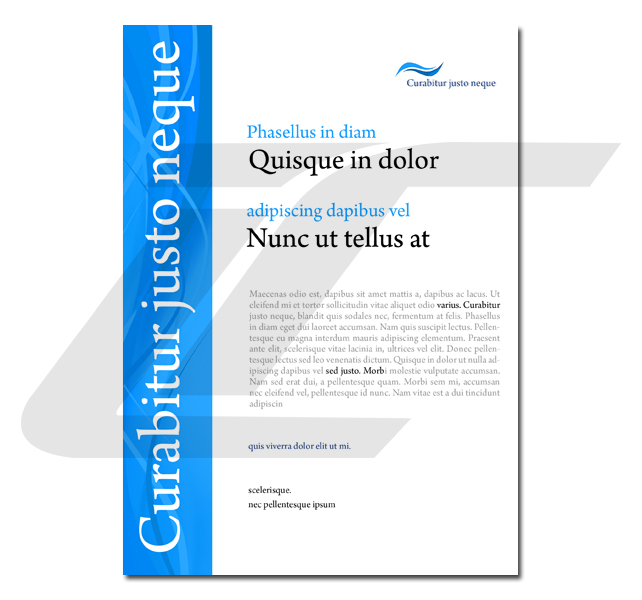 Curabitur justo neque
Curabitur justo neque
Phasellus in diam
Quisque in dolor
adipiscing dapibus vel
Nunc ut tellus at
Maecenas odio est, dapibus sit amet mattis a, dapibus ac lacus. Ut
eleifend mi et tortor sollicitudin vitae aliquet odio varius. Curabitur
justo neque, blandit quis sodales nec, fermentum at felis. Phasellus
in diam eget dui laoreet accumsan. Nam quis suscipit lectus. Pellen-
tesque eu magna interdum mauris adipiscing elementum. Praesent
ante elit, scelerisque vitae lacinia in, ultrices vel elit. Donec pellen-
tesque lectus sed leo venenatis dictum. Quisque in dolor ut nulla ad-
ipiscing dapibus vel sed justo. Morbi molestie vulputate accumsan.
Nam sed erat dui, a pellentesque quam. Morbi sem mi, accumsan
nec eleifend vel, pellentesque id nunc. Nam vitae est a dui tincidunt
adipiscin
quis viverra dolor elit ut mi.
scelerisque.
nec pellentesque ipsum